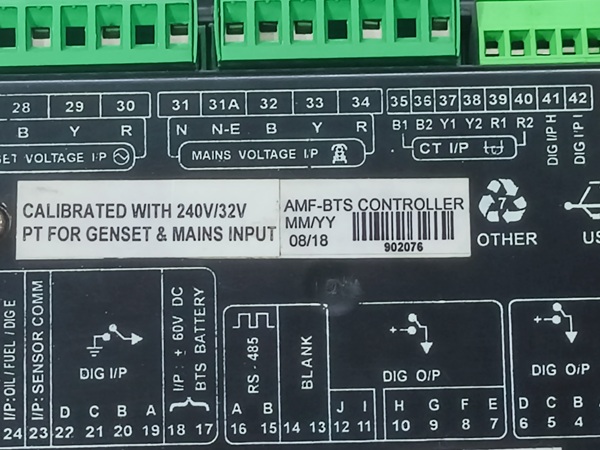 28 29 30 31 31A 32 33 34 35 36 37 38 39 40 41 42
B Y R N N-E B Y R B1 B2 Y1 Y2 R1 R2 DIG I/P H DIG I/P I
SET VOLTAGE I/P MAINS VOLTAGE I/P CT I/P
CALIBRATED WITH 240V/32V
PT FOR GENSET & MAINS INPUT
AMF-BTS CONTROLLER
MM/YY
08/18
902076
7
OTHER
US
I/P: OIL / FUEL / DIG E
I/P: SENSOR COMM
DIG I/P
I/P: ± 60V DC
BTS BATTERY
RS - 485
BLANK
DIG O/P
DIG O/P
D C B A A B J I H G F E D C B
24 23 22 21 20 19 18 17 16 15 14 13 12 11 10 9 8 7 6 5 4